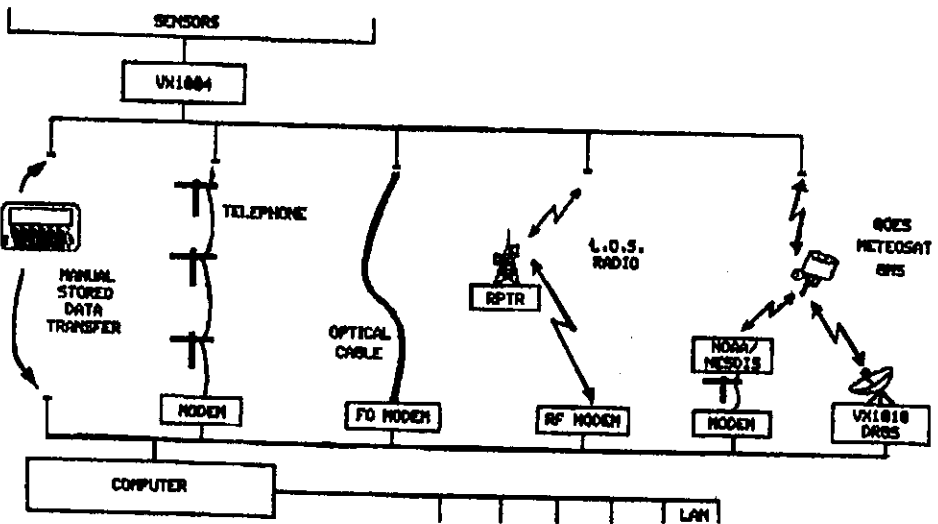 SENSORS
VX1004
TELEPHONE
MANUAL
STORED
DATA
TRANSFER
OPTICAL
CABLE
L.O.S.
RADIO
RPTR
GOES
METEOSAT
GMS
NOAA/
NESDIS
MODEM
FO MODEM
RF MODEM
MODEM
VX1010
DRGS
COMPUTER
LAN